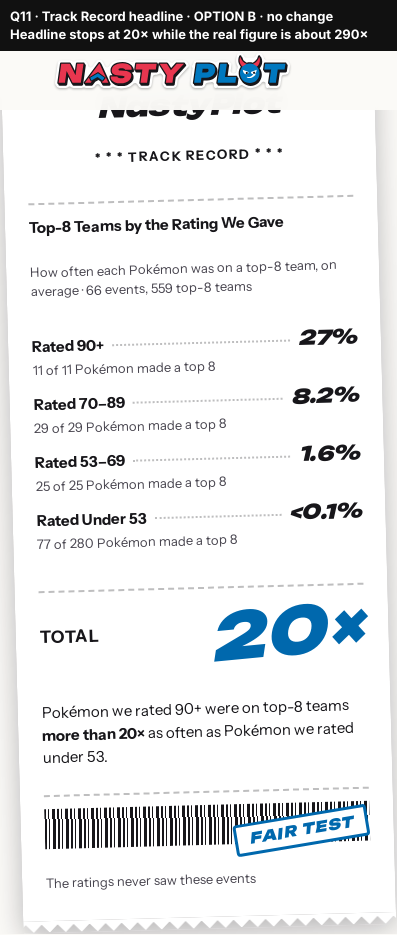 Q11 · Track Record headline · OPTION B · no change
Headline stops at 20× while the real figure is about 290×
NASTY PLOT
NastyPlot
* * * TRACK RECORD * * *
Top-8 Teams by the Rating We Gave
How often each Pokémon was on a top-8 team, on
average · 66 events, 559 top-8 teams
Rated 90+ 27%
11 of 11 Pokémon made a top 8
Rated 70–89 8.2%
29 of 29 Pokémon made a top 8
Rated 53–69 1.6%
25 of 25 Pokémon made a top 8
Rated Under 53 <0.1%
77 of 280 Pokémon made a top 8
TOTAL 20×
Pokémon we rated 90+ were on top-8 teams
more than 20× as often as Pokémon we rated
under 53.
FAIR TEST
The ratings never saw these events